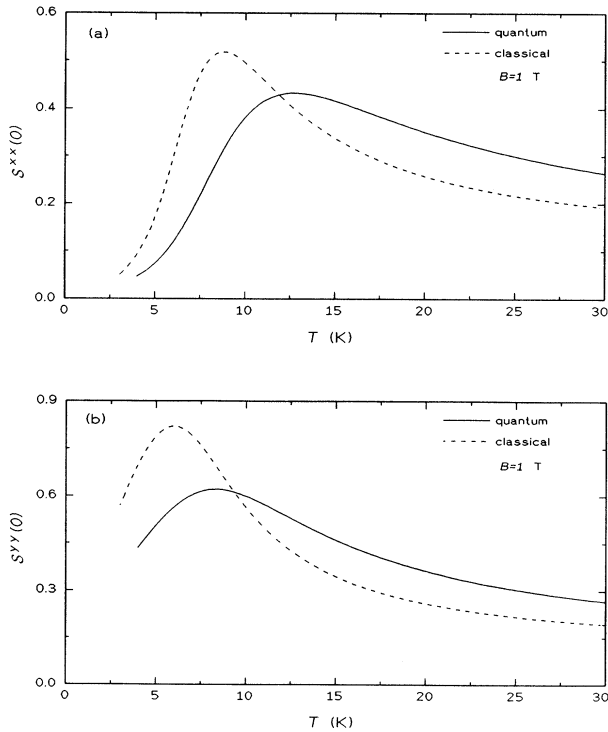 0.6
(a)
quantum
classical
B=1 T
0.4
S^xx(0)
0.2
0.0
0 5 10 15 20 25 30
T (K)
0.9
(b)
quantum
classical
B=1 T
0.6
S^yy(0)
0.3
0.0
0 5 10 15 20 25 30
T (K)